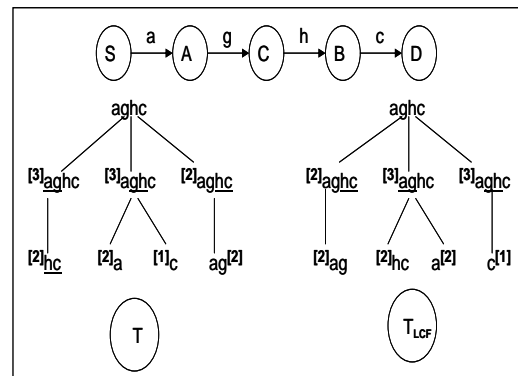 a g h c
S A C B D
aghc aghc
[3]aghc [3]aghc [2]aghc [2]aghc [3]aghc [3]aghc
[2]hc [2]a [1]c ag[2] [2]ag [2]hc a[2] c[1]
T TLCF